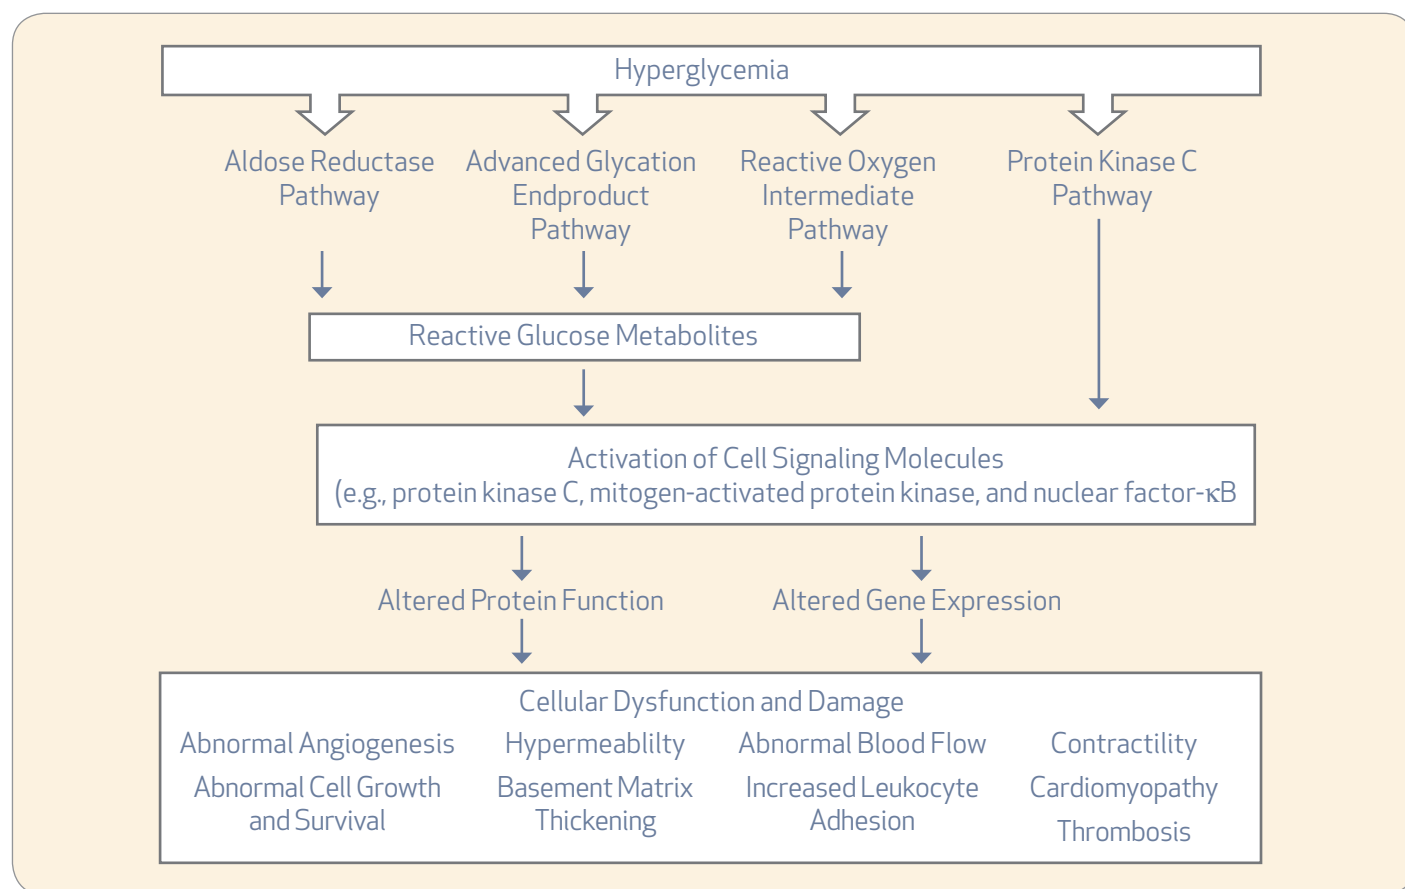 Hyperglycemia
Aldose Reductase
Pathway
Advanced Glycation
Endproduct
Pathway
Reactive Oxygen
Intermediate
Pathway
Protein Kinase C
Pathway
Reactive Glucose Metabolites
Activation of Cell Signaling Molecules
(e.g., protein kinase C, mitogen-activated protein kinase, and nuclear factor-κB
Altered Protein Function
Altered Gene Expression
Cellular Dysfunction and Damage
Abnormal Angiogenesis
Hypermeablilty
Abnormal Blood Flow
Contractility
Abnormal Cell Growth
and Survival
Basement Matrix
Thickening
Increased Leukocyte
Adhesion
Cardiomyopathy
Thrombosis